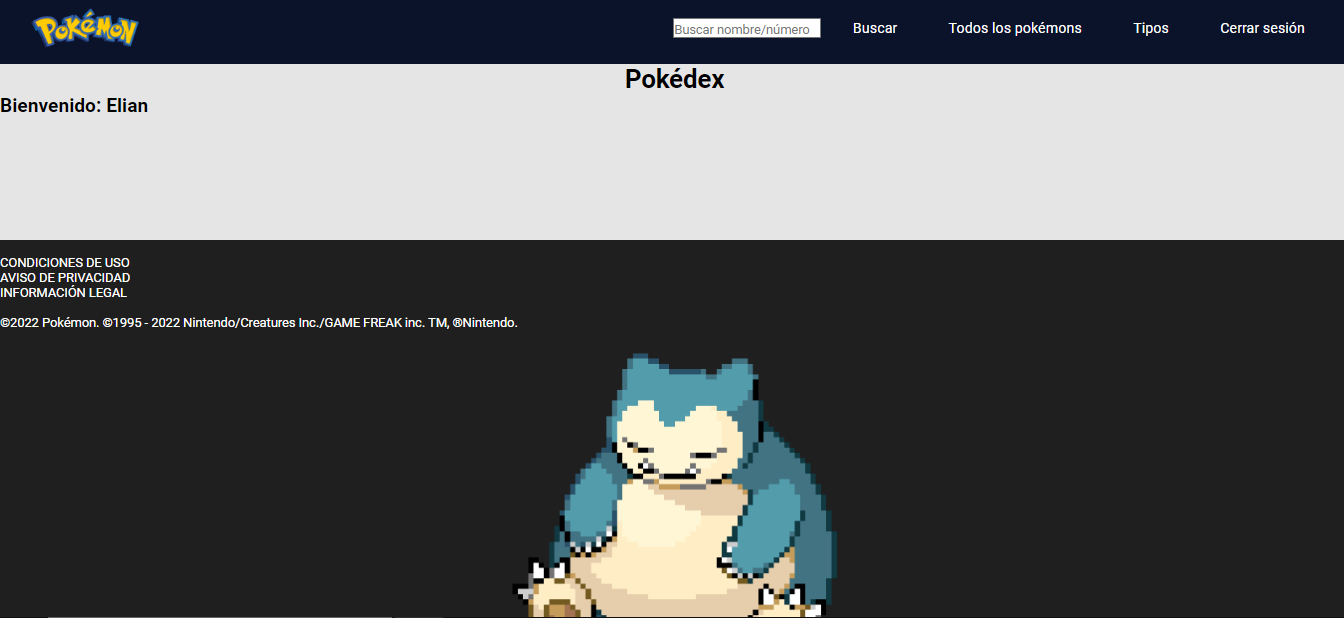 POKéMON
Buscar nombre/número Buscar Todos los pokémons Tipos Cerrar sesión
Pokédex
Bienvenido: Elian
CONDICIONES DE USO
AVISO DE PRIVACIDAD
INFORMACIÓN LEGAL
©2022 Pokémon. ©1995 - 2022 Nintendo/Creatures Inc./GAME FREAK inc. TM, ®Nintendo.